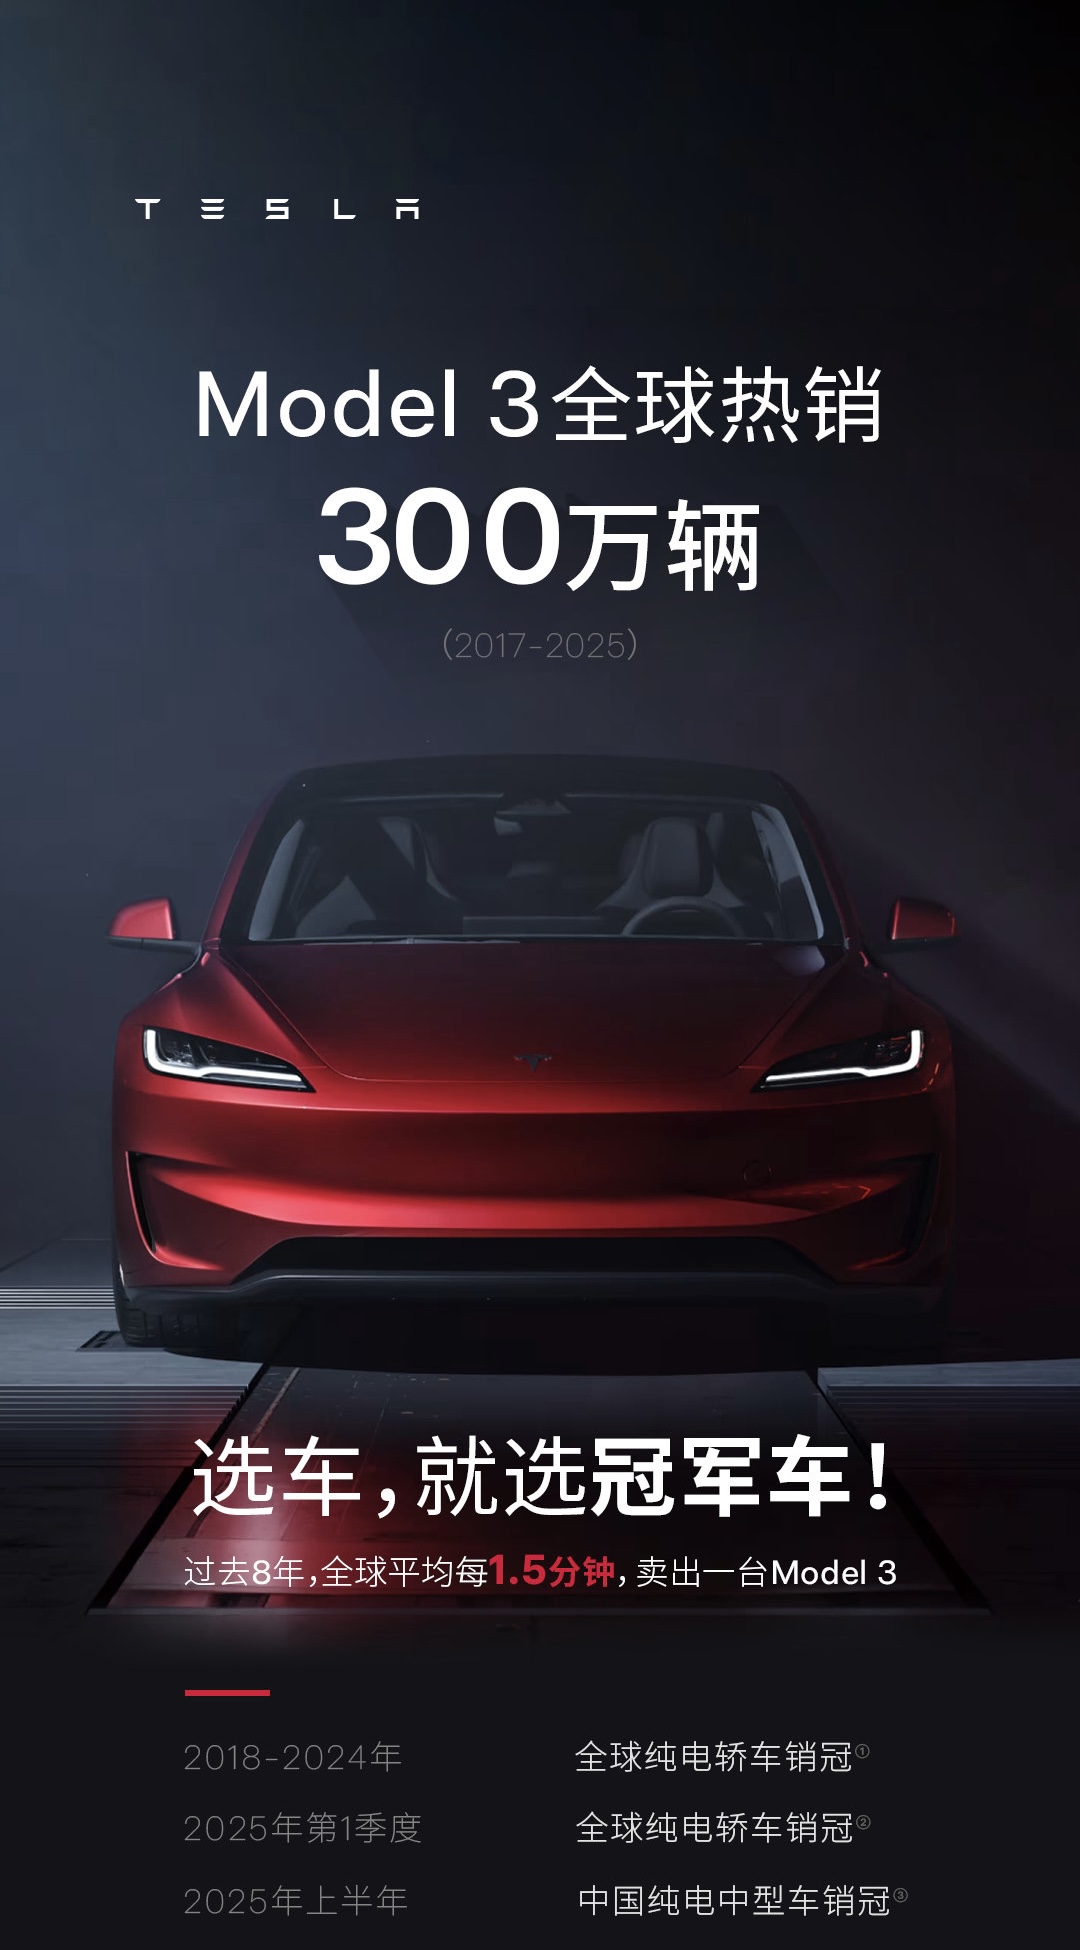 TESLA
Model 3全球热销
300万辆
(2017-2025)
选车,就选冠军车!
过去8年,全球平均每1.5分钟,卖出一台Model 3
2018-2024年 全球纯电轿车销冠①
2025年第1季度 全球纯电轿车销冠②
2025年上半年 中国纯电中型车销冠③